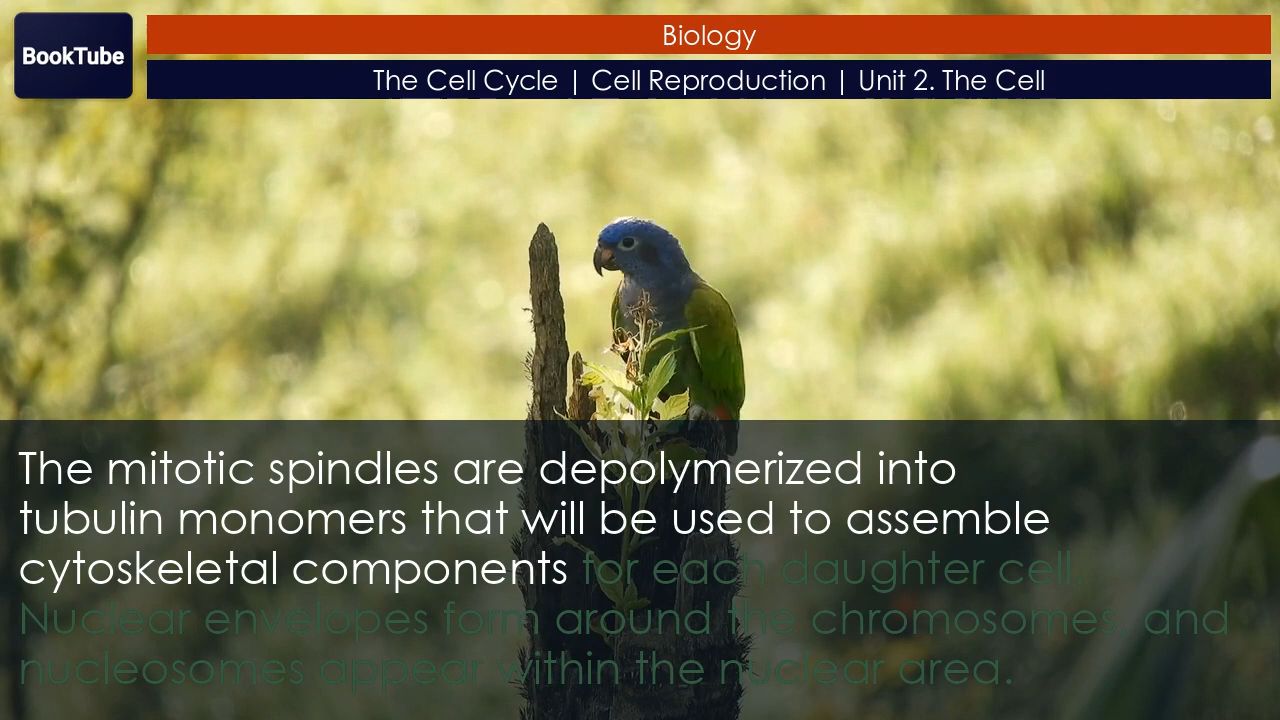 BookTube
Biology
The Cell Cycle | Cell Reproduction | Unit 2. The Cell
The mitotic spindles are depolymerized into
tubulin monomers that will be used to assemble
cytoskeletal components for each daughter cell.
Nuclear envelopes form around the chromosomes, and
nucleosomes appear within the nuclear area.